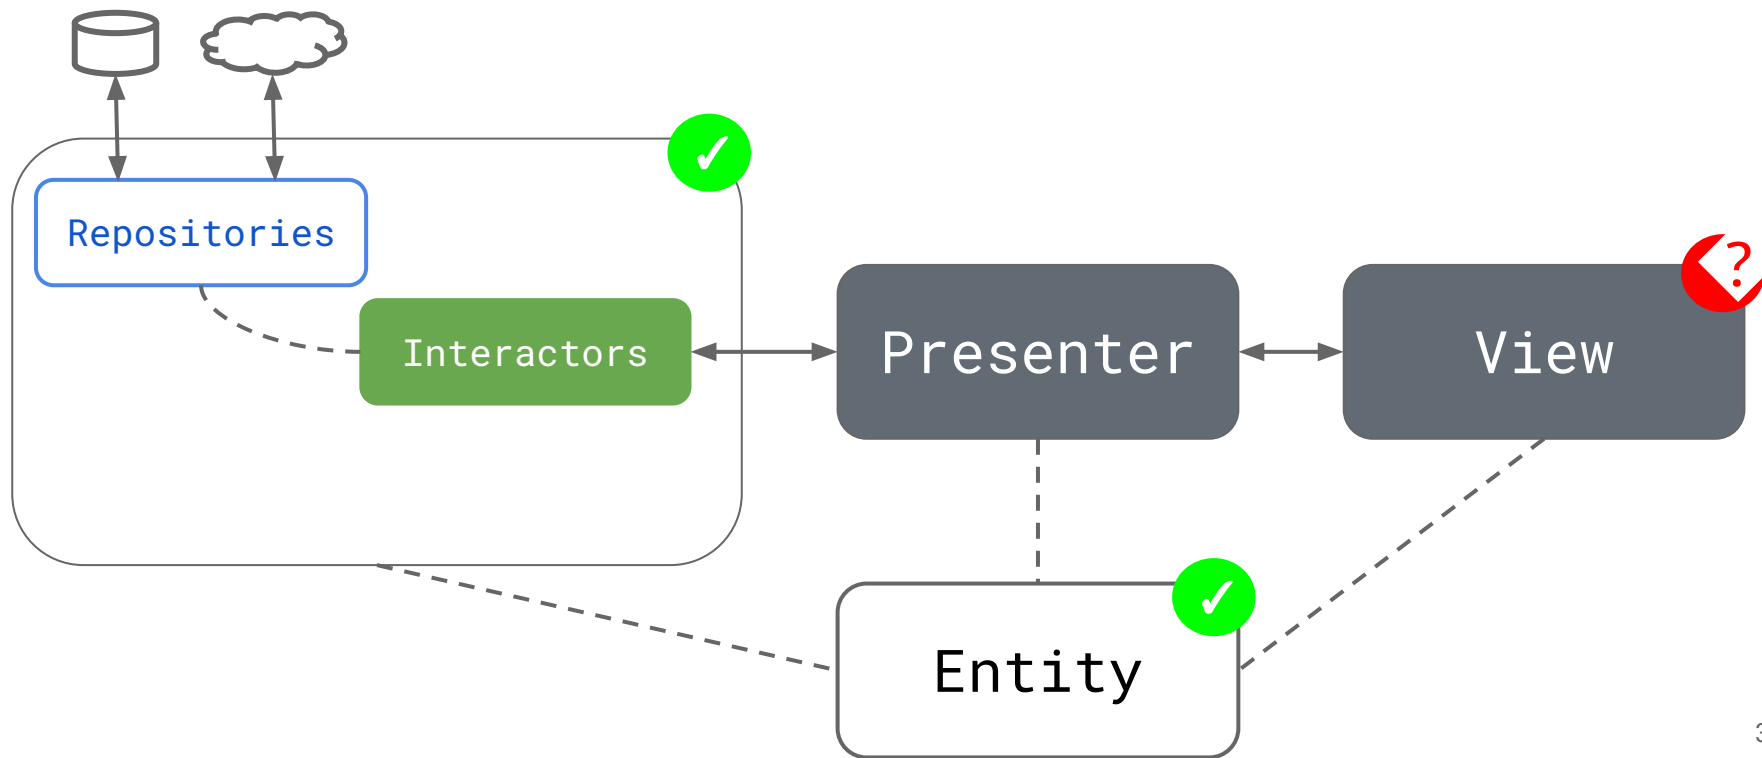 ✓
Repositories
?
Interactors
Presenter
View
✓
Entity